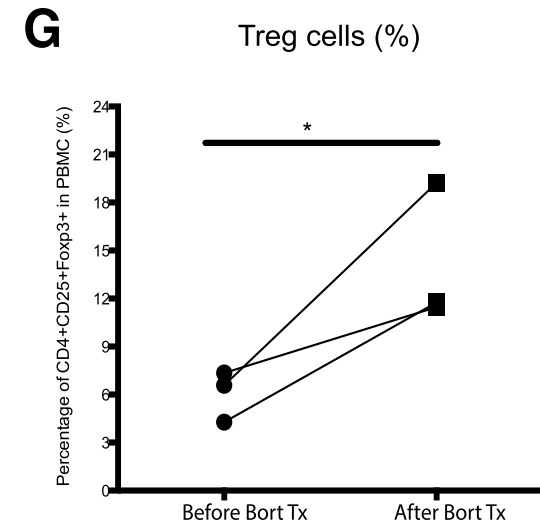 G
Treg cells (%)
Percentage of CD4+CD25+Foxp3+ in PBMC (%)
24
21
18
15
12
9
6
3
0
*
Before Bort Tx
After Bort Tx